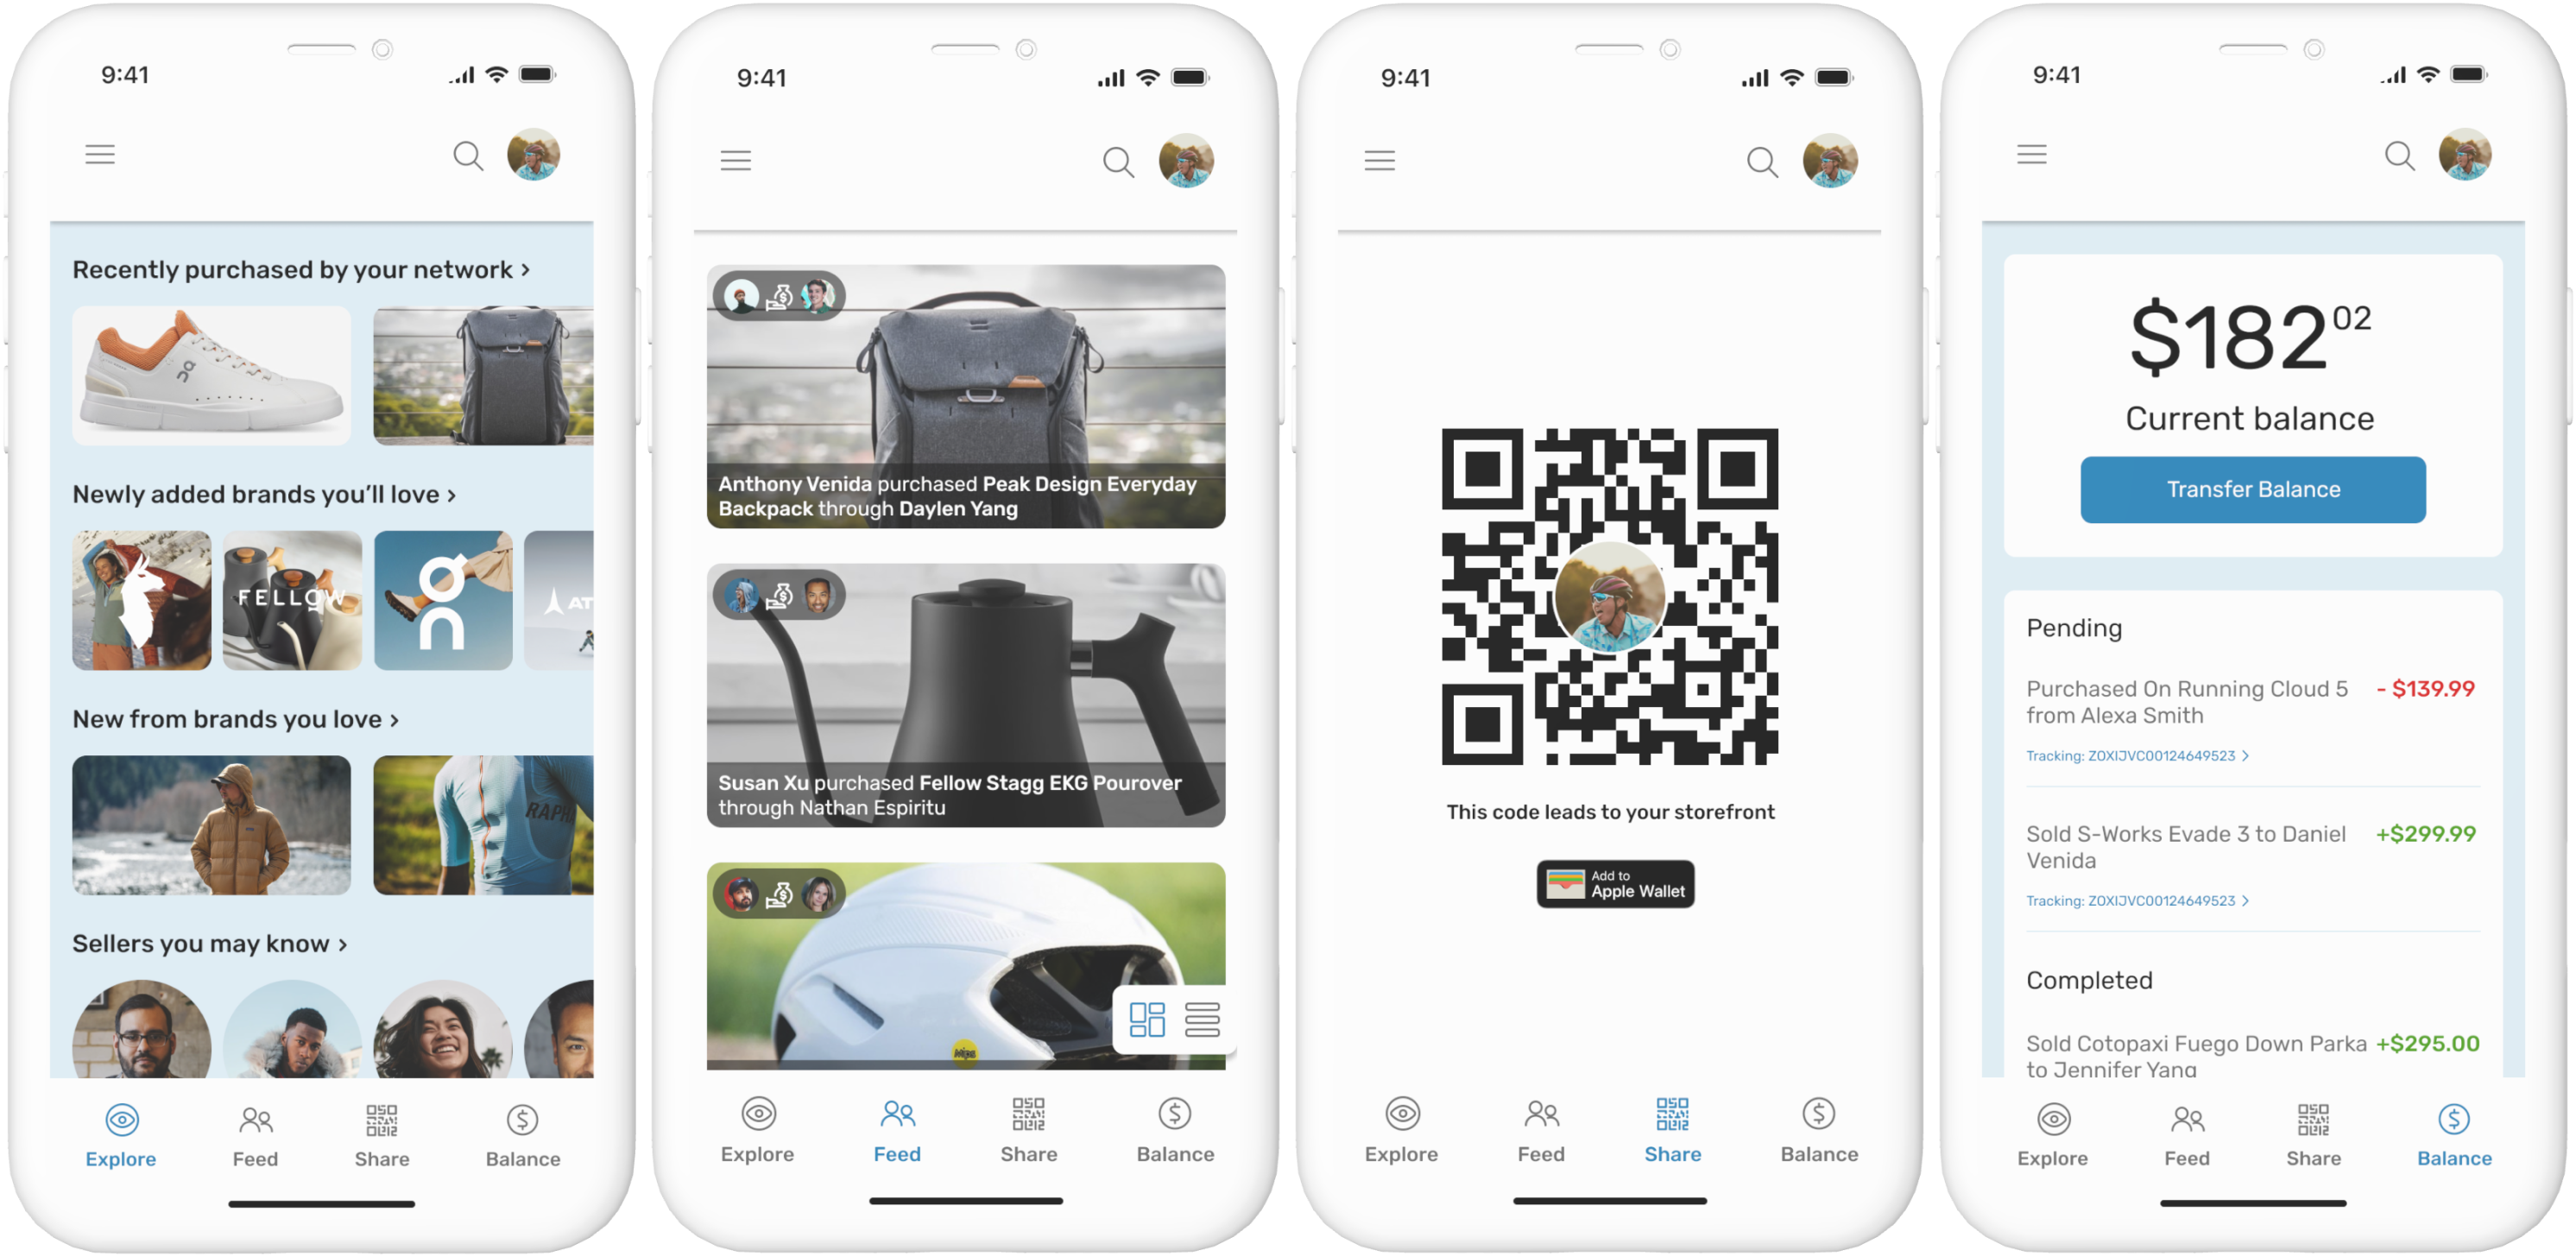 9:41
Recently purchased by your network >
Newly added brands you'll love >
FELLOW
on
AT
New from brands you love >
RAPH
Sellers you may know >
Explore
Feed
Share
Balance
9:41
Anthony Venida purchased Peak Design Everyday
Backpack through Daylen Yang
Susan Xu purchased Fellow Stagg EKG Pourover
through Nathan Espiritu
mips
Explore
Feed
Share
Balance
9:41
This code leads to your storefront
Add to
Apple Wallet
Explore
Feed
Share
Balance
9:41
$182 02
Current balance
Transfer Balance
Pending
Purchased On Running Cloud 5 - $139.99
from Alexa Smith
Tracking: ZOXIJVC00124649523 >
Sold S-Works Evade 3 to Daniel +$299.99
Venida
Tracking: ZOXIJVC00124649523 >
Completed
Sold Cotopaxi Fuego Down Parka +$295.00
to Jennifer Yang
Explore
Feed
Share
Balance